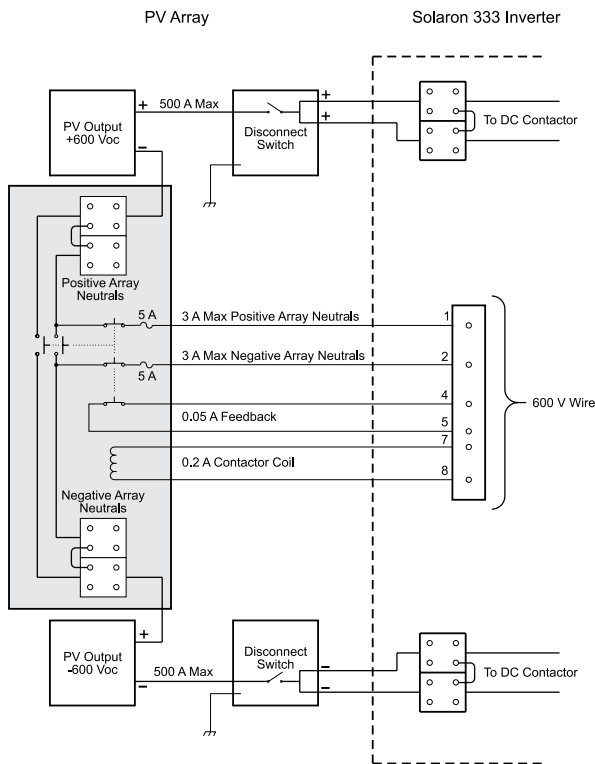 PV Array
Solaron 333 Inverter
PV Output
+600 Voc
+
−
500 A Max
Disconnect
Switch
+
+
To DC Contactor
Positive Array
Neutrals
5 A
3 A Max Positive Array Neutrals
1
3 A Max Negative Array Neutrals
2
5 A
4
0.05 A Feedback
5
7
0.2 A Contactor Coil
8
600 V Wire
Negative Array
Neutrals
PV Output
-600 Voc
+
−
500 A Max
Disconnect
Switch
−
−
To DC Contactor